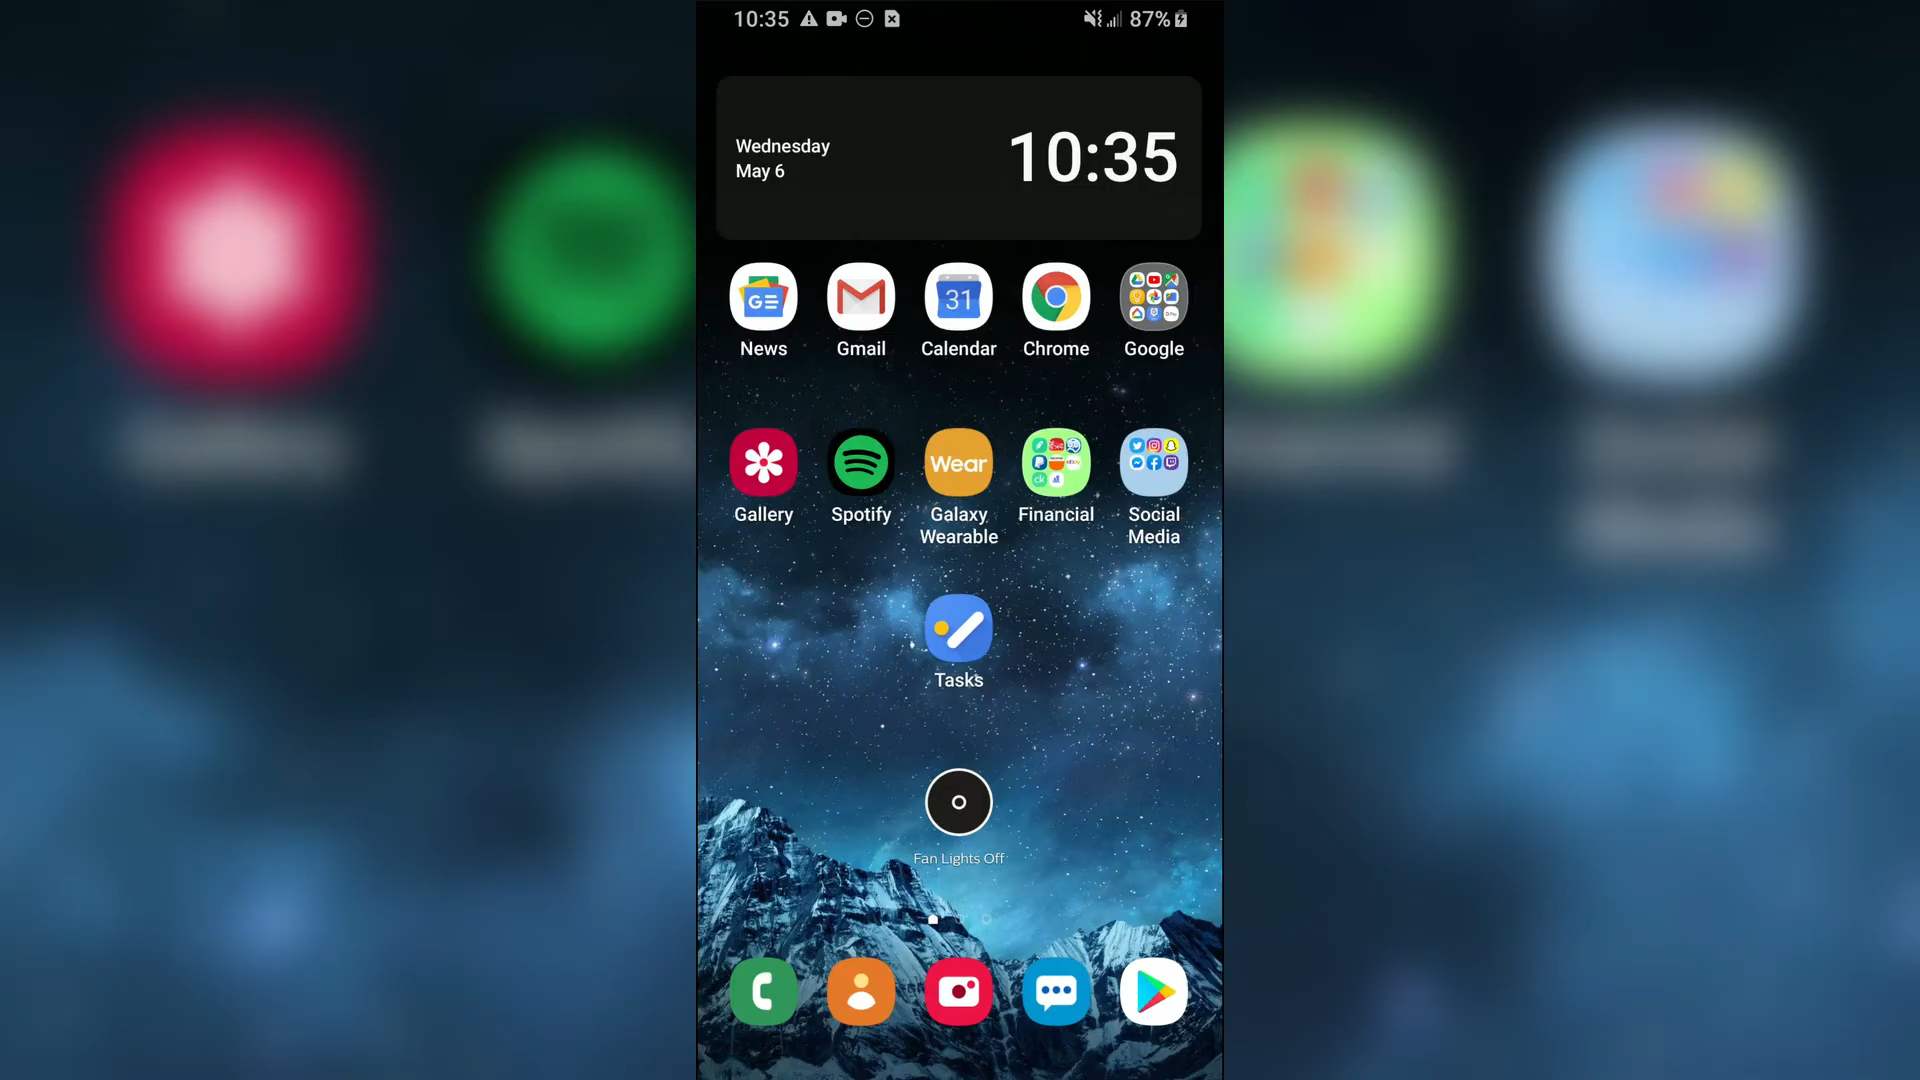 10:35
87%
Wednesday
May 6
10:35
GE
31
News
Gmail
Calendar
Chrome
Google
Wear
Gallery
Spotify
Galaxy
Wearable
Financial
Social
Media
Tasks
Fan Lights Off